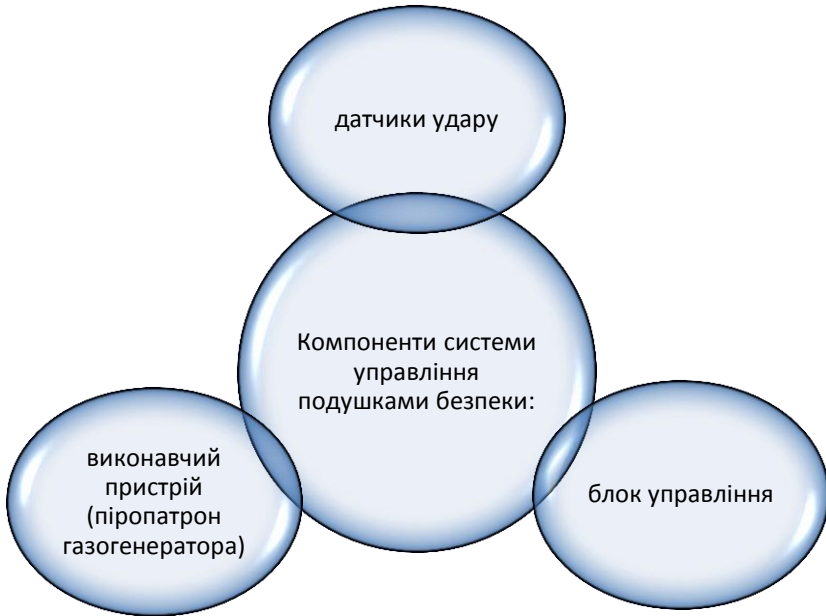 датчики удару
Компоненти системи
управління
подушками безпеки:
виконавчий
пристрій
(піропатрон
газогенератора)
блок управління